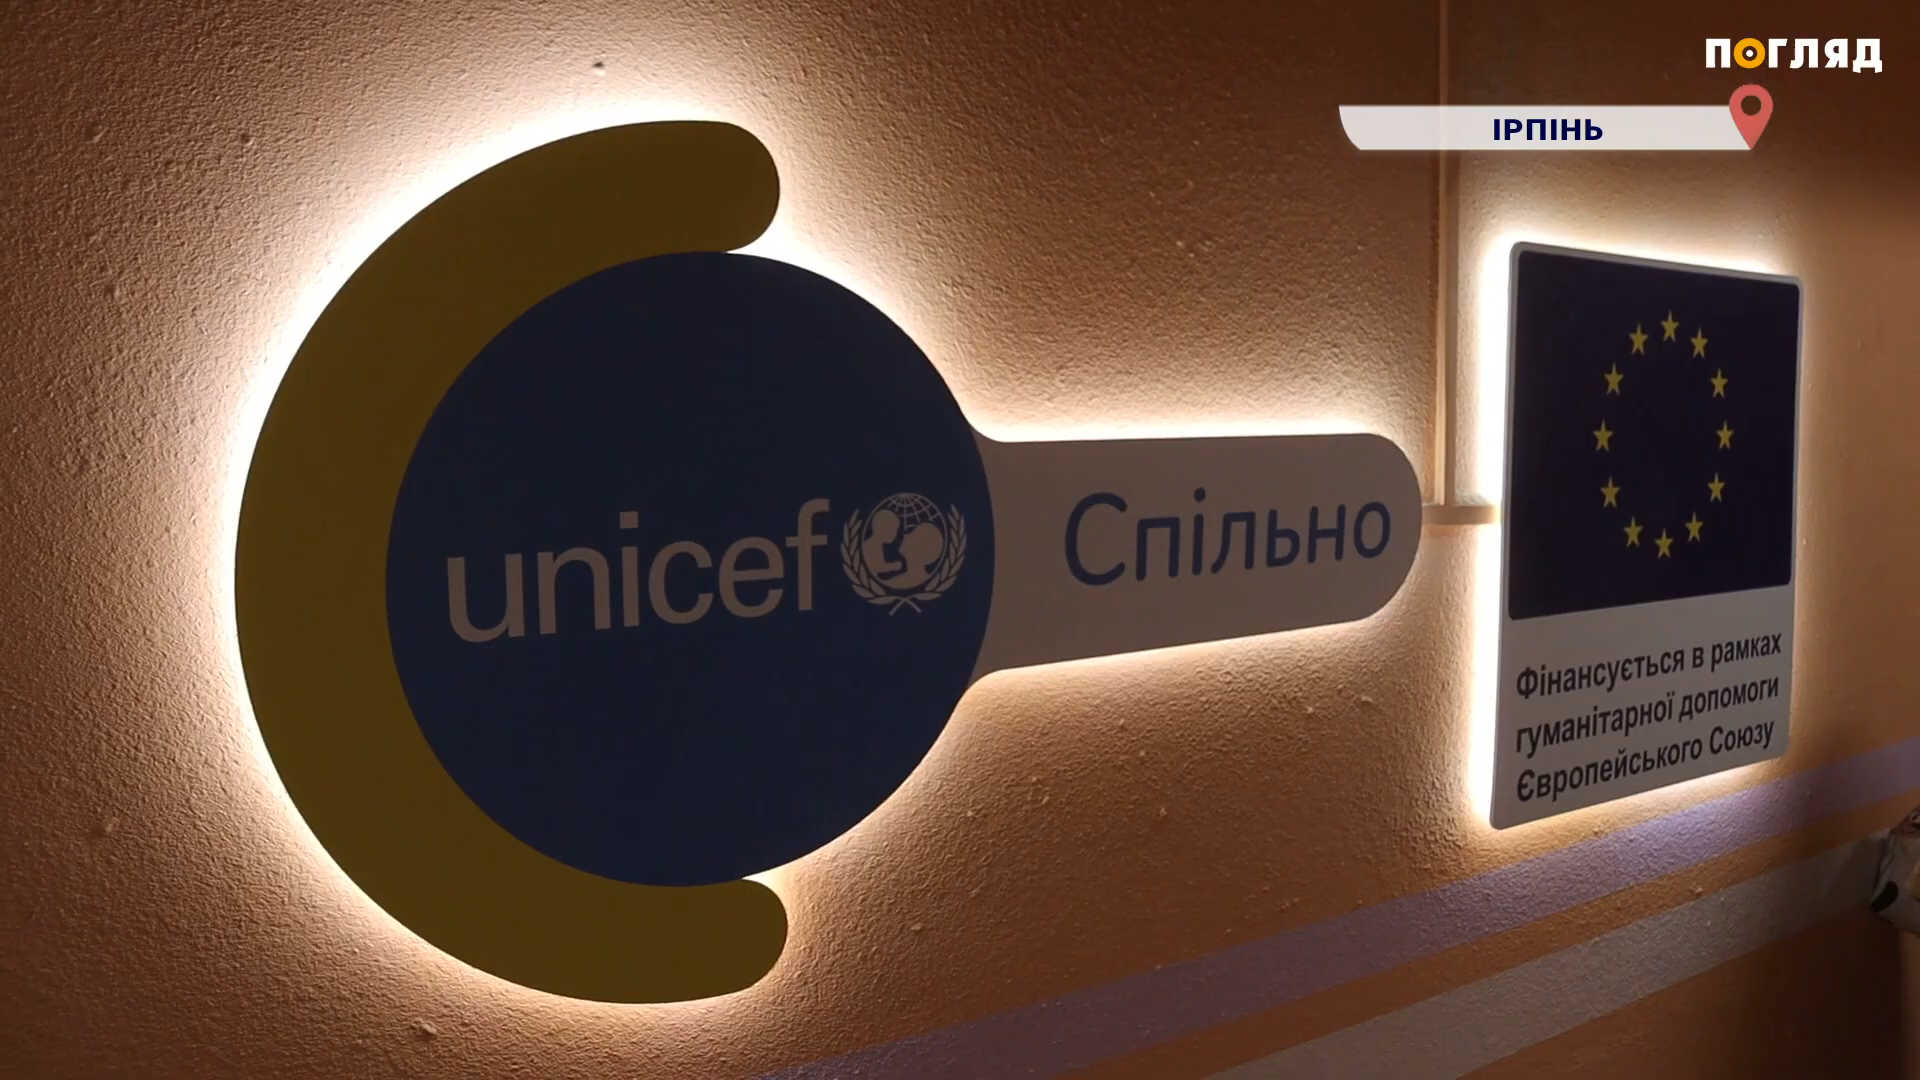 ПОГЛЯД
ІРПІНЬ
unicef
Спільно
Фінансується в рамках
гуманітарної допомоги
Європейського Союзу